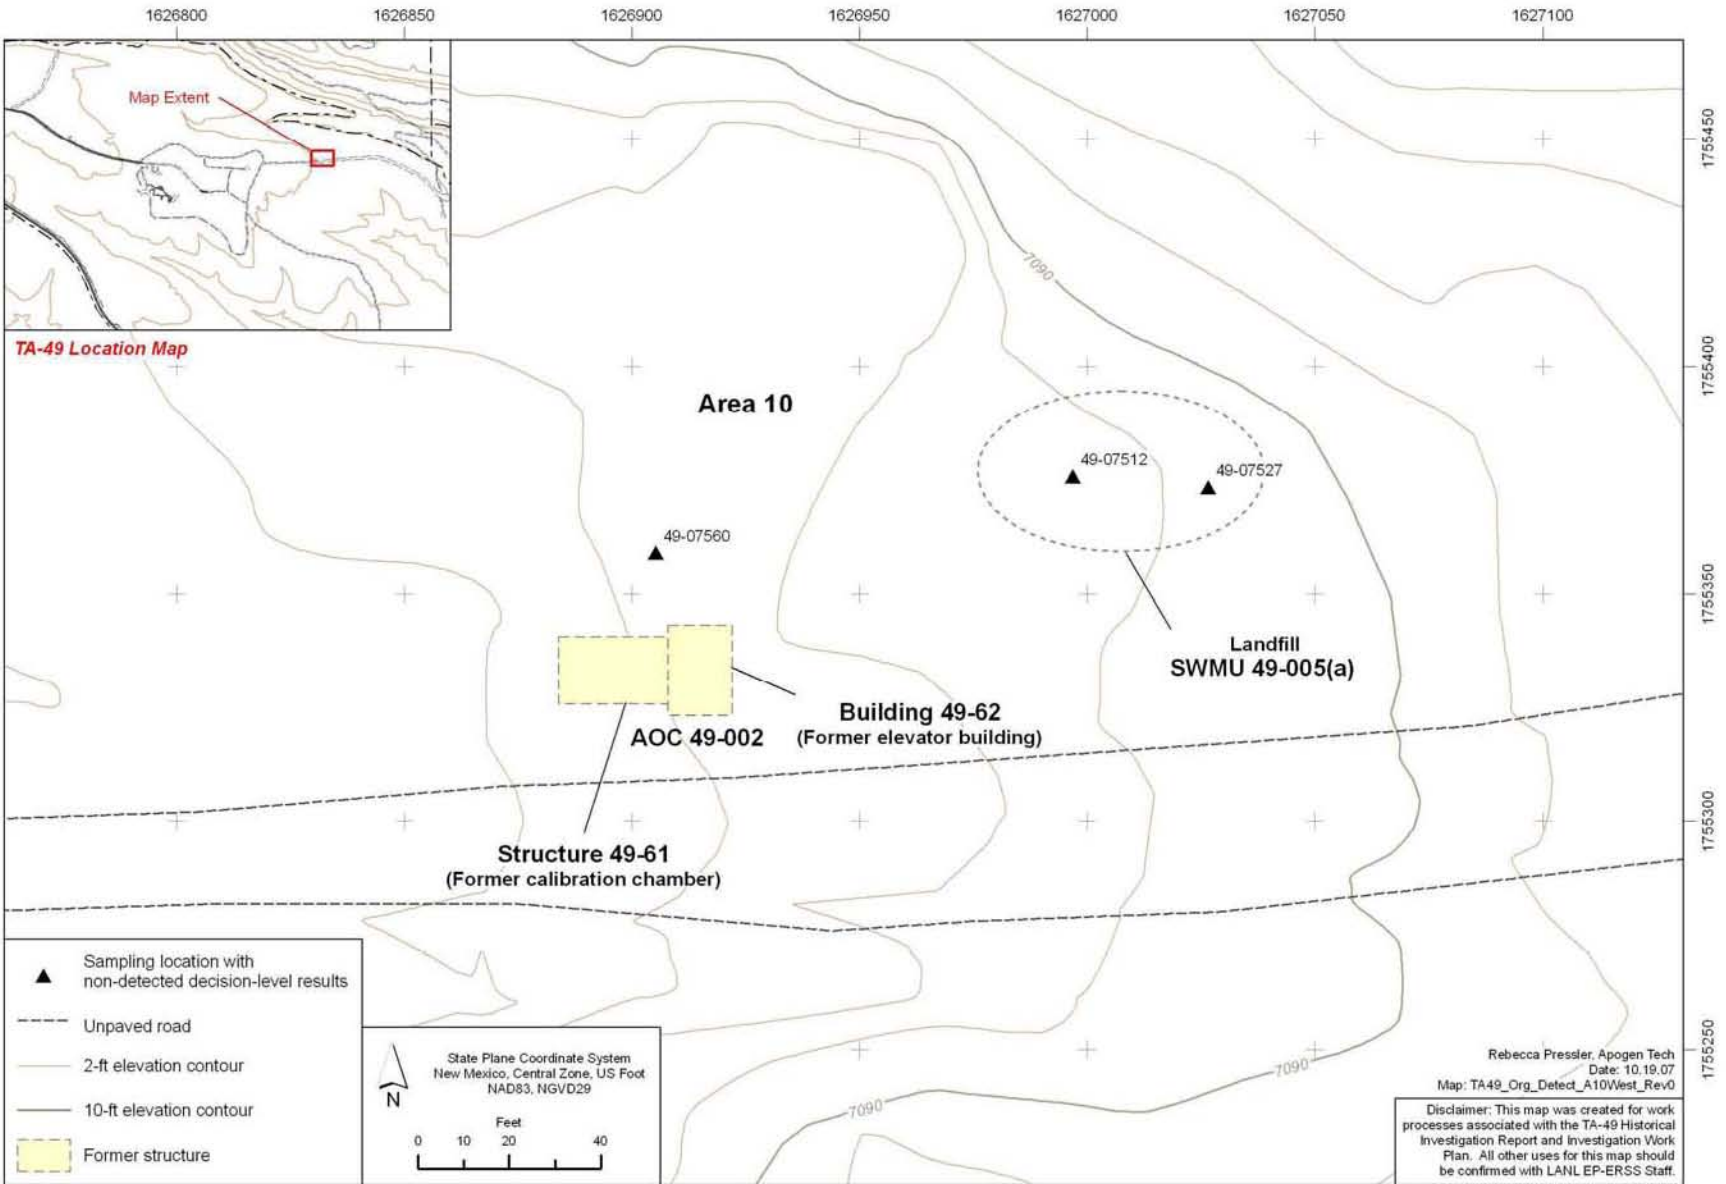 1626800 1626850 1626900 1626950 1627000 1627050 1627100
Map Extent
1755450
7090
TA-49 Location Map
1755400
Area 10
49-07512
49-07527
49-07560
1755350
Landfill
SWMU 49-005(a)
Building 49-62
(Former elevator building)
AOC 49-002
1755300
Structure 49-61
(Former calibration chamber)
Sampling location with
non-detected decision-level results
Unpaved road
2-ft elevation contour
10-ft elevation contour
Former structure
State Plane Coordinate System
New Mexico, Central Zone, US Foot
NAD83, NGVD29
N
Feet
0 10 20 40
7090
7090
1755250
Rebecca Pressler, Apogen Tech
Date: 10.19.07
Map: TA49_Org_Detect_A10West_Rev0
Disclaimer: This map was created for work
processes associated with the TA-49 Historical
Investigation Report and Investigation Work
Plan. All other uses for this map should
be confirmed with LANL EP-ERSS Staff.